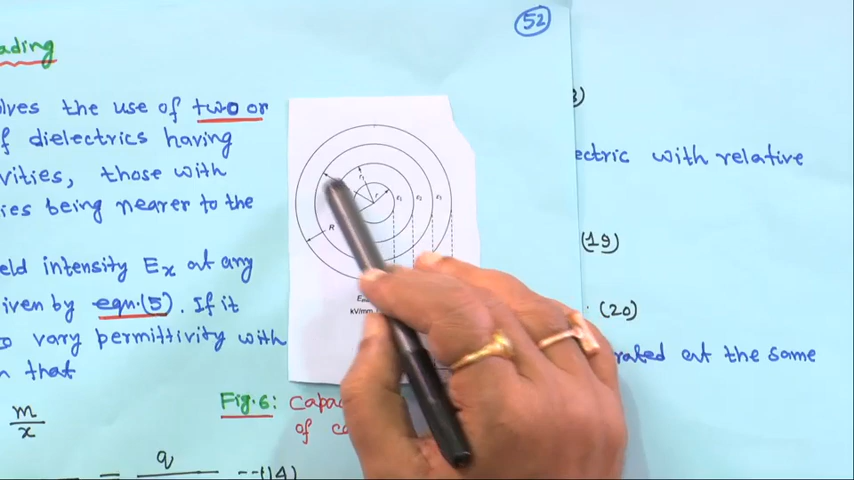 52
ading
lves the use of two or
f dielectrics having
vities, those with
ies being nearer to the
eld intensity Ex at any
iven by eqn.(5). If it
o vary permittivity with
n that
m
x
q
= --(14)
r1
r
ε1 ε2 ε3
R
kV/mm
Fig.6: Capa
of ca
3)
ectric with relative
(19)
: (20)
rated at the same